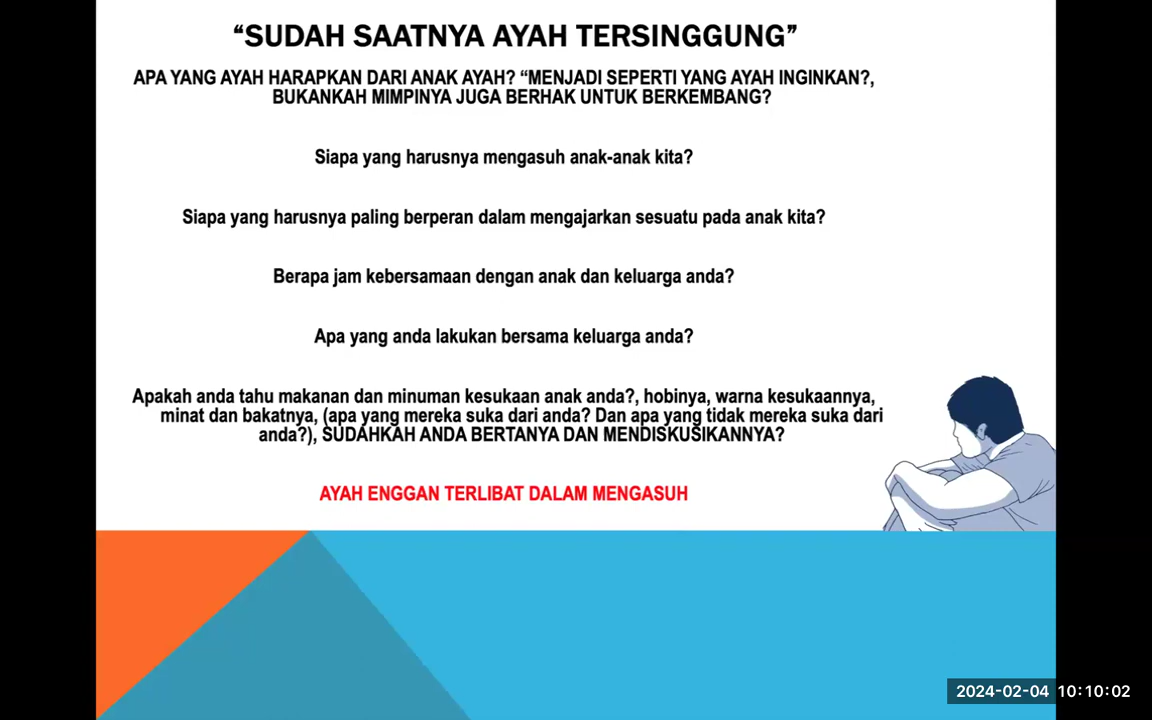 “SUDAH SAATNYA AYAH TERSINGGUNG”
APA YANG AYAH HARAPKAN DARI ANAK AYAH? “MENJADI SEPERTI YANG AYAH INGINKAN?,
BUKANKAH MIMPINYA JUGA BERHAK UNTUK BERKEMBANG?
Siapa yang harusnya mengasuh anak-anak kita?
Siapa yang harusnya paling berperan dalam mengajarkan sesuatu pada anak kita?
Berapa jam kebersamaan dengan anak dan keluarga anda?
Apa yang anda lakukan bersama keluarga anda?
Apakah anda tahu makanan dan minuman kesukaan anak anda?, hobinya, warna kesukaannya,
minat dan bakatnya, (apa yang mereka suka dari anda? Dan apa yang tidak mereka suka dari
anda?), SUDAHKAH ANDA BERTANYA DAN MENDISKUSIKANNYA?
AYAH ENGGAN TERLIBAT DALAM MENGASUH
2024-02-04 10:10:02